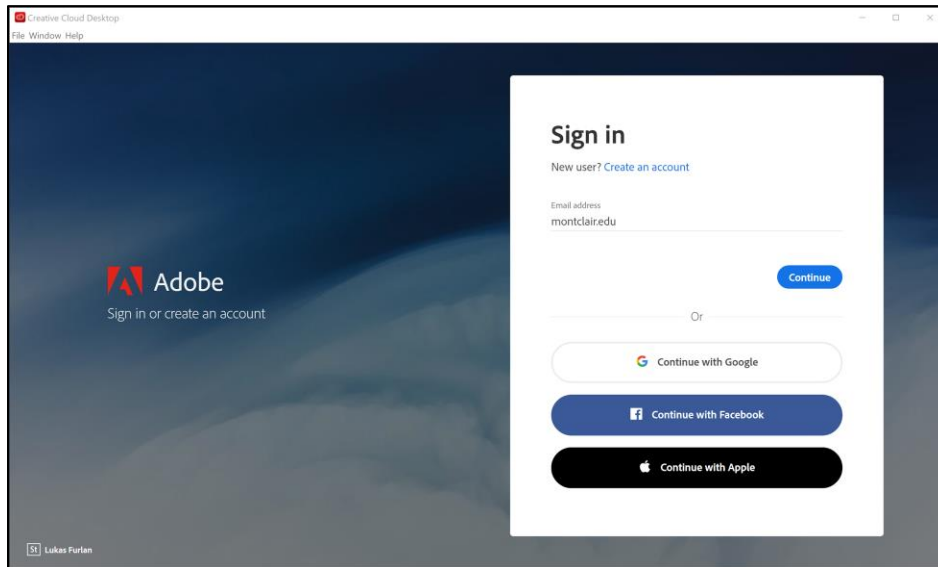 Creative Cloud Desktop
File Window Help
Sign in
New user? Create an account
Email address
montclair.edu
Continue
Adobe
Sign in or create an account
Or
Continue with Google
Continue with Facebook
Continue with Apple
St Lukas Furlan